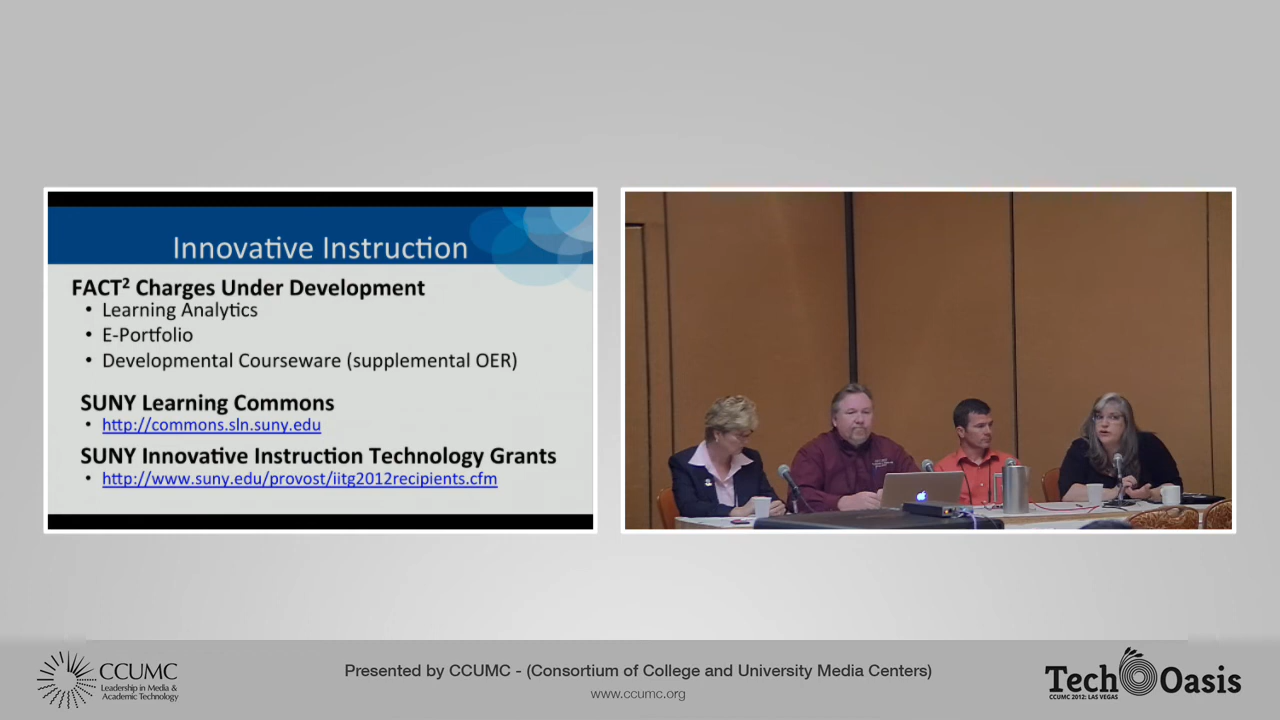 Innovative Instruction
FACT² Charges Under Development
• Learning Analytics
• E-Portfolio
• Developmental Courseware (supplemental OER)
SUNY Learning Commons
• http://commons.sln.suny.edu
SUNY Innovative Instruction Technology Grants
• http://www.suny.edu/provost/iitg2012recipients.cfm
CCUMC
Leadership in Media &
Academic Technology
Presented by CCUMC - (Consortium of College and University Media Centers)
www.ccumc.org
Tech Oasis
CCUMC 2012: LAS VEGAS